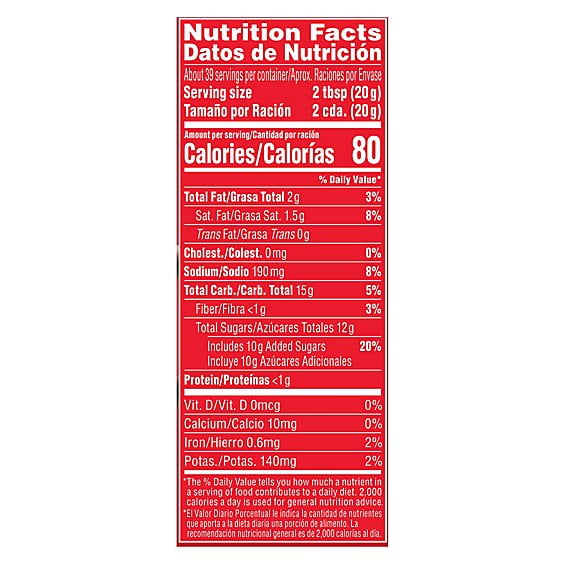 Nutrition Facts
Datos de Nutrición
About 39 servings per container/Aprox. Raciones por Envase
Serving size 2 tbsp (20g)
Tamaño por Ración 2 cda. (20g)
Amount per serving/Cantidad por ración
Calories/Calorías 80
% Daily Value*
Total Fat/Grasa Total 2g 3%
Sat. Fat/Grasa Sat. 1.5g 8%
Trans Fat/Grasa Trans 0g
Cholest./Colest. 0mg 0%
Sodium/Sodio 190mg 8%
Total Carb./Carb. Total 15g 5%
Fiber/Fibra <1g 3%
Total Sugars/Azúcares Totales 12g
Includes 10g Added Sugars 20%
Incluye 10g Azúcares Adicionales
Protein/Proteínas <1g
Vit. D/Vit. D 0mcg 0%
Calcium/Calcio 10mg 0%
Iron/Hierro 0.6mg 2%
Potas./Potas. 140mg 2%
*The % Daily Value tells you how much a nutrient in
a serving of food contributes to a daily diet. 2,000
calories a day is used for general nutrition advice.
*El Valor Diario Porcentual le indica la cantidad de nutrientes
que aporta a la dieta diaria una porción de alimento. La
recomendación nutricional general es de 2,000 calorías al día.